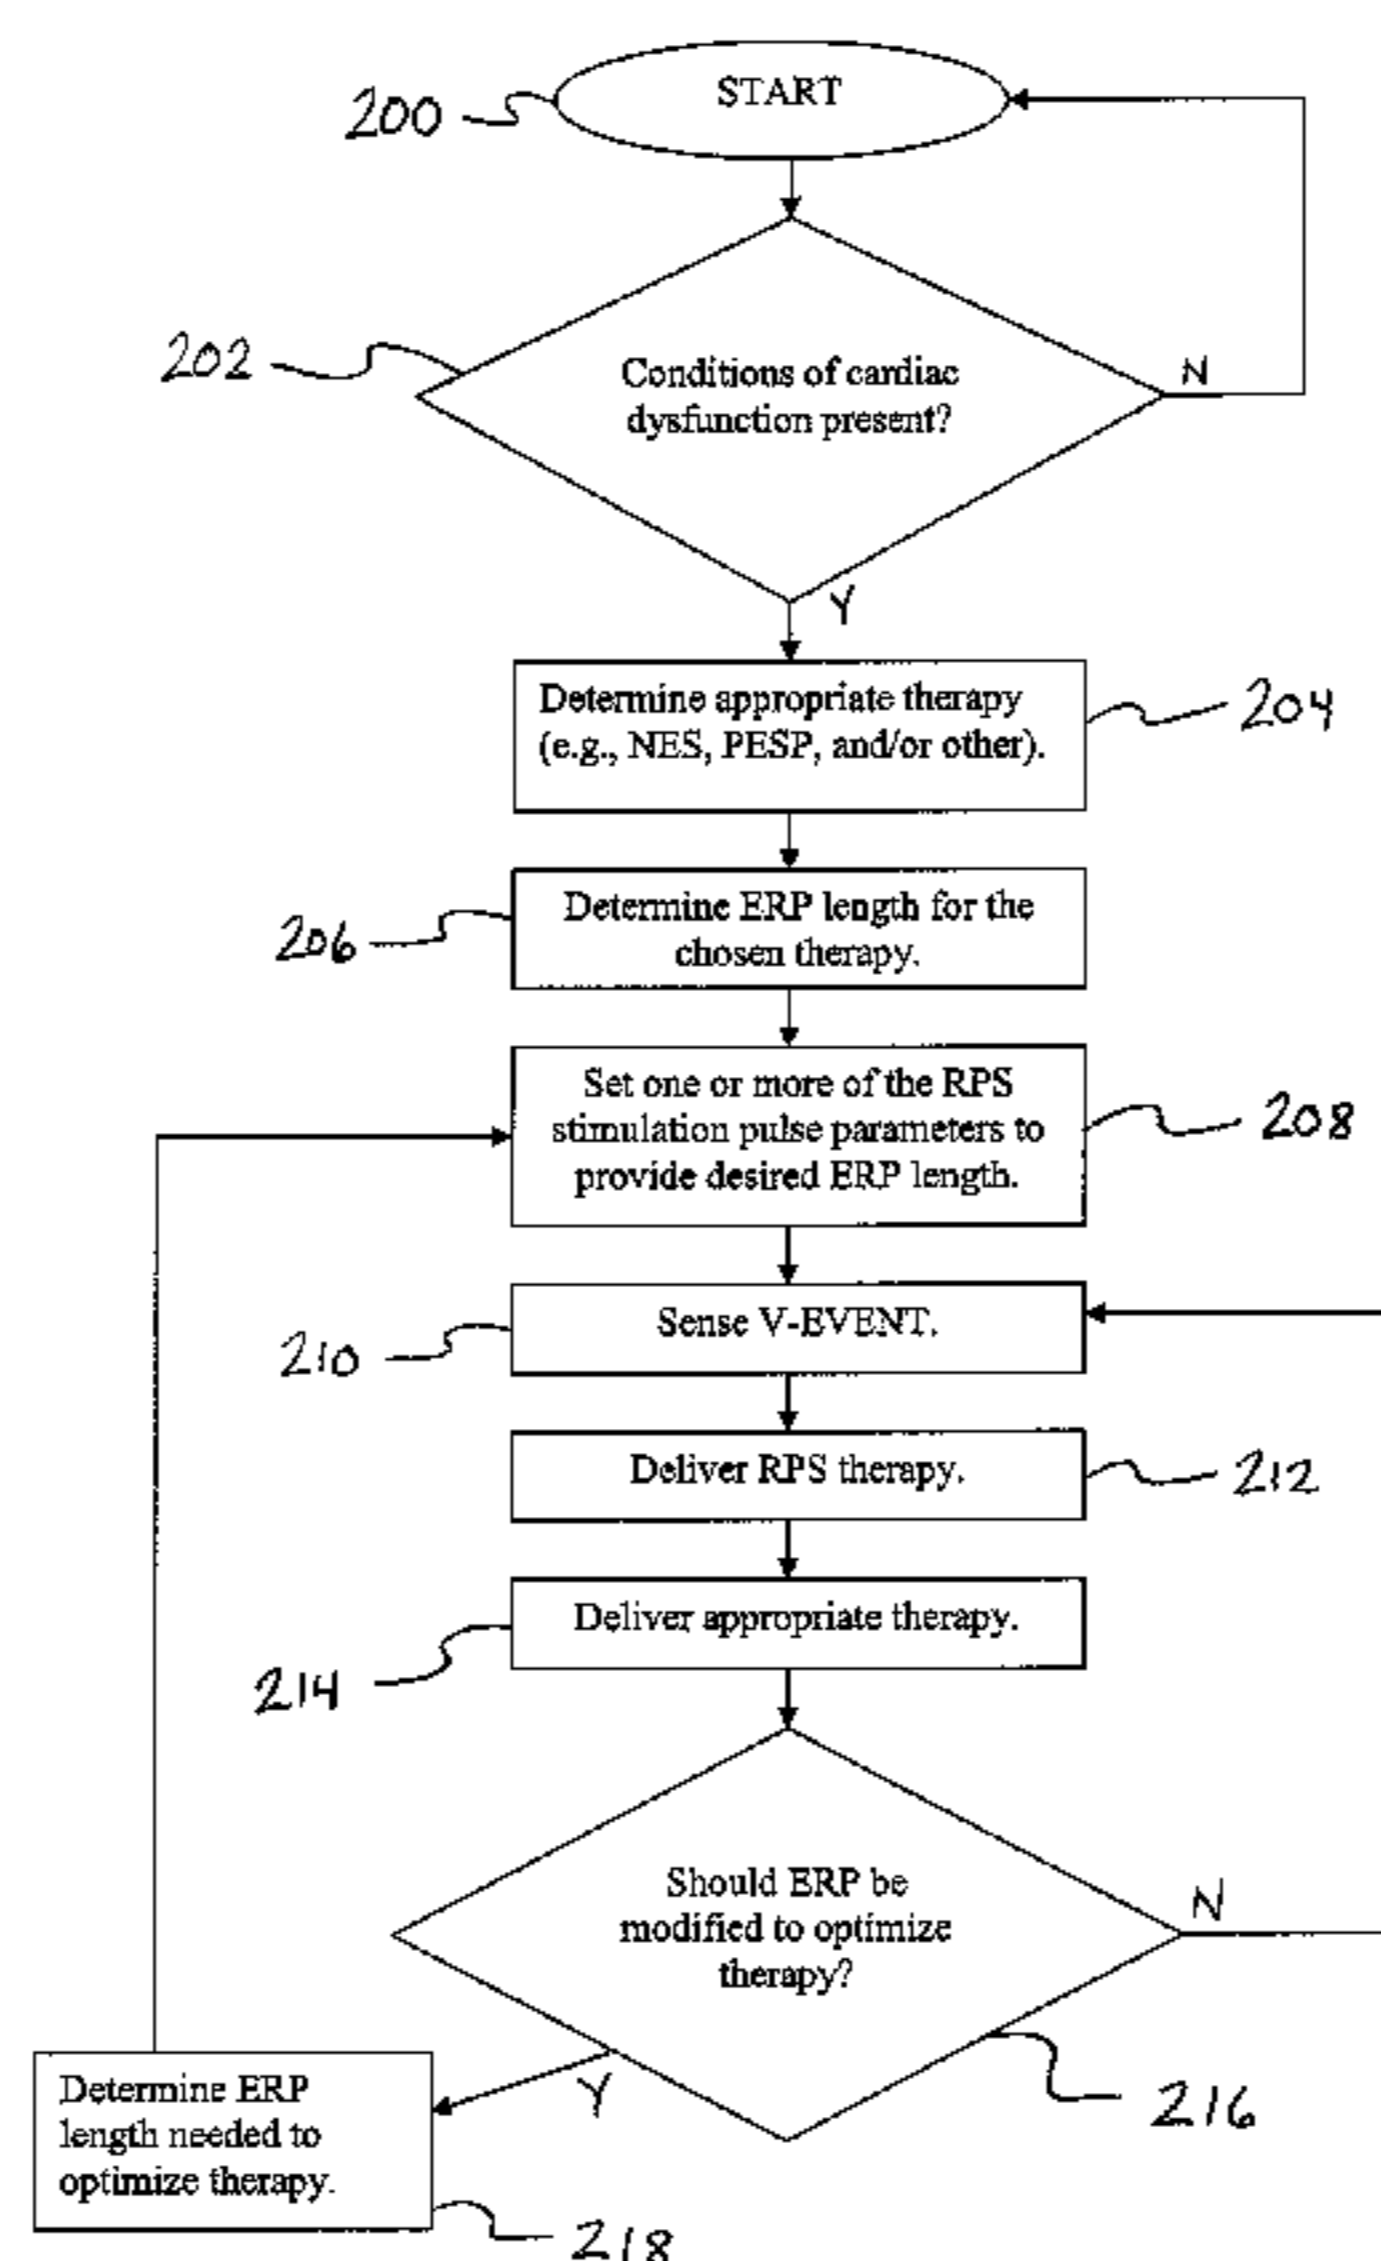 START
200
202
Conditions of cardiac
dysfunction present?
N
Y
Determine appropriate therapy
(e.g., NES, PESP, and/or other).
204
Determine ERP length for the
chosen therapy.
206
Set one or more of the RPS
stimulation pulse parameters to
provide desired ERP length.
208
Sense V-EVENT.
210
Deliver RPS therapy.
212
Deliver appropriate therapy.
214
Should ERP be
modified to optimize
therapy?
N
Y
216
Determine ERP
length needed to
optimize therapy.
218